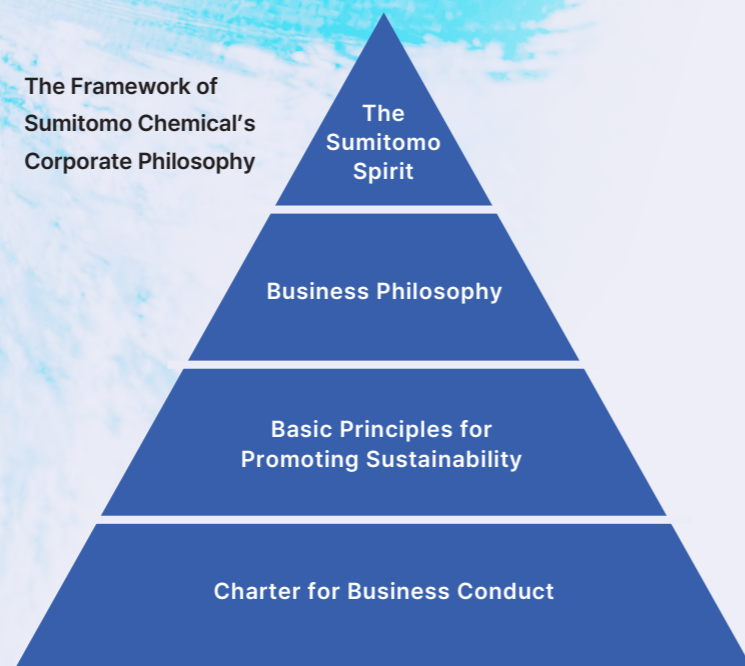 The Framework of
Sumitomo Chemical’s
Corporate Philosophy
The
Sumitomo
Spirit
Business Philosophy
Basic Principles for
Promoting Sustainability
Charter for Business Conduct